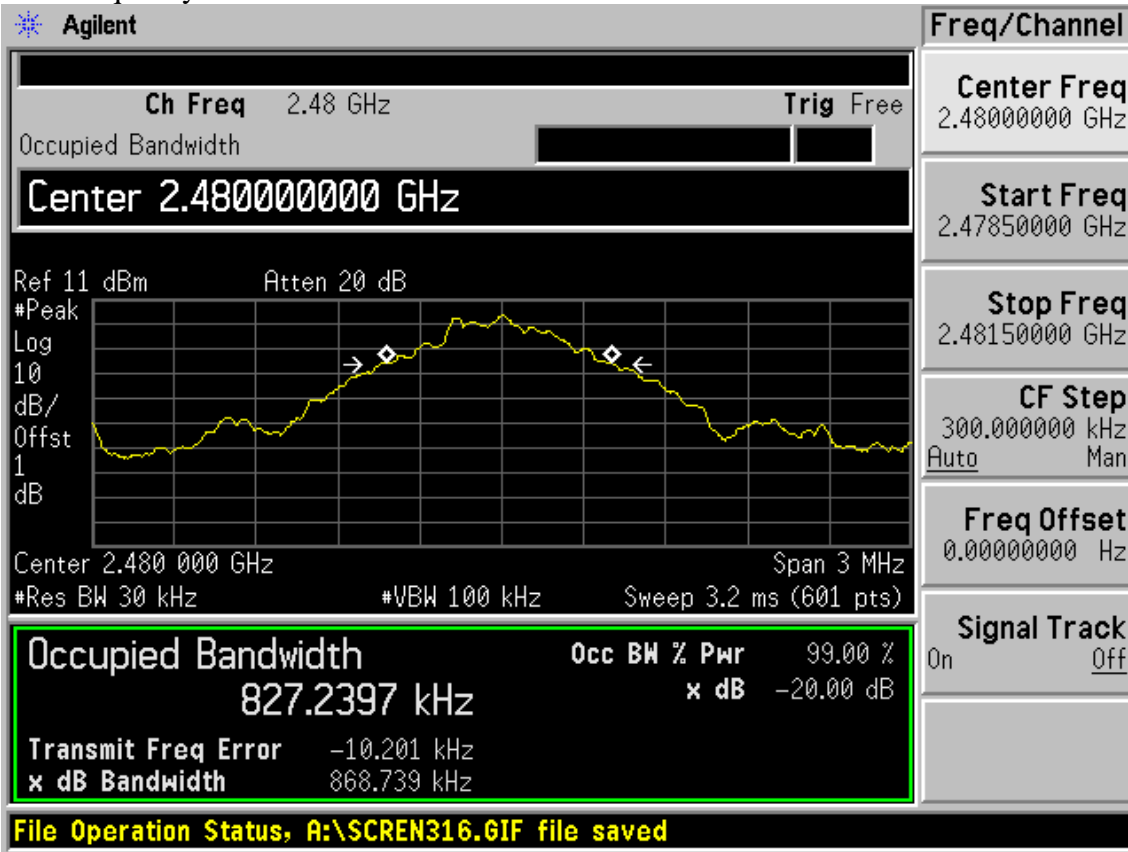 Agilent
Freq/Channel
Ch Freq 2.48 GHz Trig Free
Occupied Bandwidth
Center 2.480000000 GHz
Ref 11 dBm Atten 20 dB
#Peak
Log
10
dB/
Offst
1
dB
Center 2.480 000 GHz Span 3 MHz
#Res BW 30 kHz #VBW 100 kHz Sweep 3.2 ms (601 pts)
Occupied Bandwidth Occ BW % Pwr 99.00 %
827.2397 kHz x dB -20.00 dB
Transmit Freq Error -10.201 kHz
x dB Bandwidth 868.739 kHz
File Operation Status, A:\SCREN316.GIF file saved
Center Freq
2.48000000 GHz
Start Freq
2.47850000 GHz
Stop Freq
2.48150000 GHz
CF Step
300.000000 kHz
Auto Man
Freq Offset
0.00000000 Hz
Signal Track
On Off